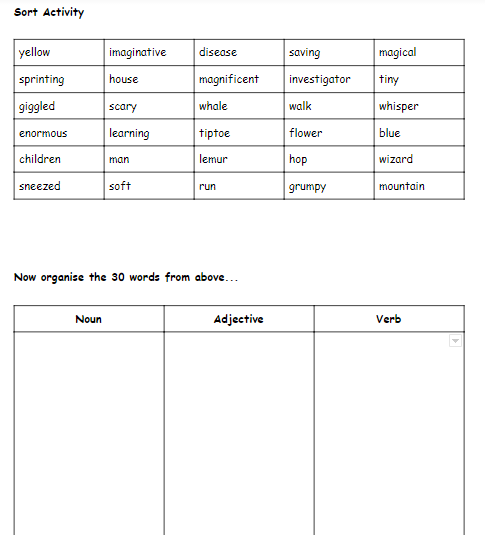 Sort Activity
yellow imaginative disease saving magical
sprinting house magnificent investigator tiny
giggled scary whale walk whisper
enormous learning tiptoe flower blue
children man lemur hop wizard
sneezed soft run grumpy mountain
Now organise the 30 words from above...
Noun Adjective Verb